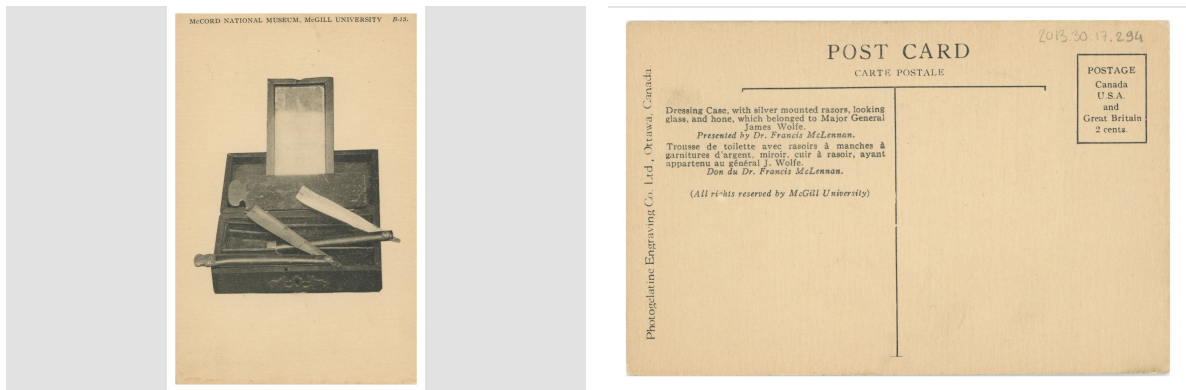 McCORD NATIONAL MUSEUM, McGILL UNIVERSITY B-15.
2013.30.17.294
POST CARD
CARTE POSTALE
POSTAGE
Canada
U.S.A.
and
Great Britain
2 cents.
Dressing Case, with silver mounted razors, looking
glass, and hone, which belonged to Major General
James Wolfe.
Presented by Dr. Francis McLennan.
Trousse de toilette avec rasoirs à manches à
garnitures d'argent, miroir, cuir à rasoir, ayant
appartenu au général J. Wolfe.
Don du Dr. Francis McLennan.
(All rights reserved by McGill University)
Photogelatine Engraving Co. Ltd., Ottawa, Canada